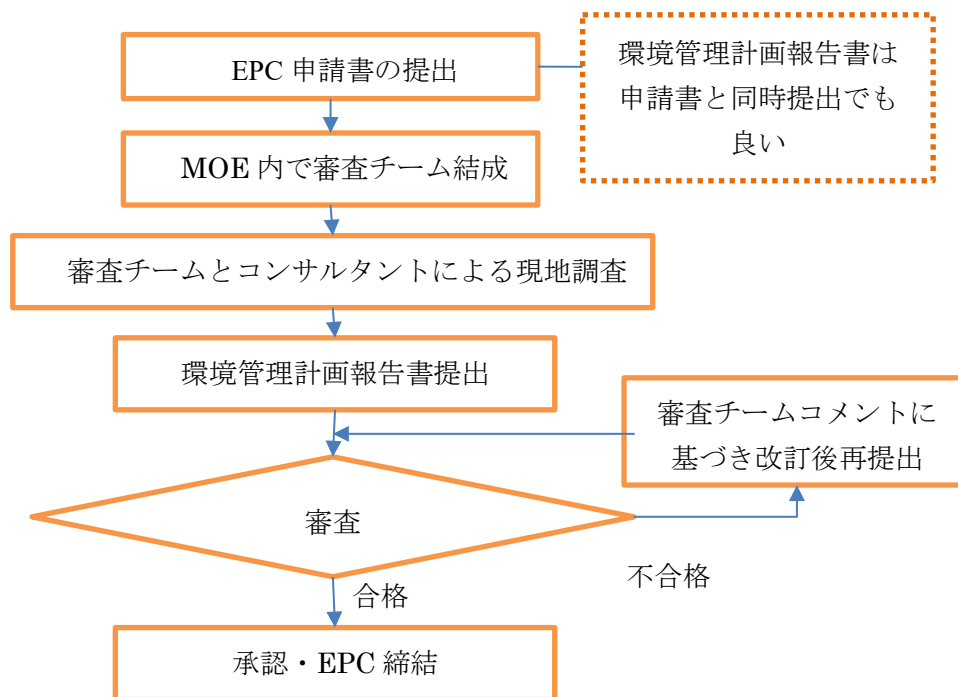 EPC 申請書の提出
環境管理計画報告書は
申請書と同時提出でも
良い
MOE 内で審査チーム結成
審査チームとコンサルタントによる現地調査
環境管理計画報告書提出
審査チームコメントに
基づき改訂後再提出
審査
不合格
合格
承認・EPC 締結